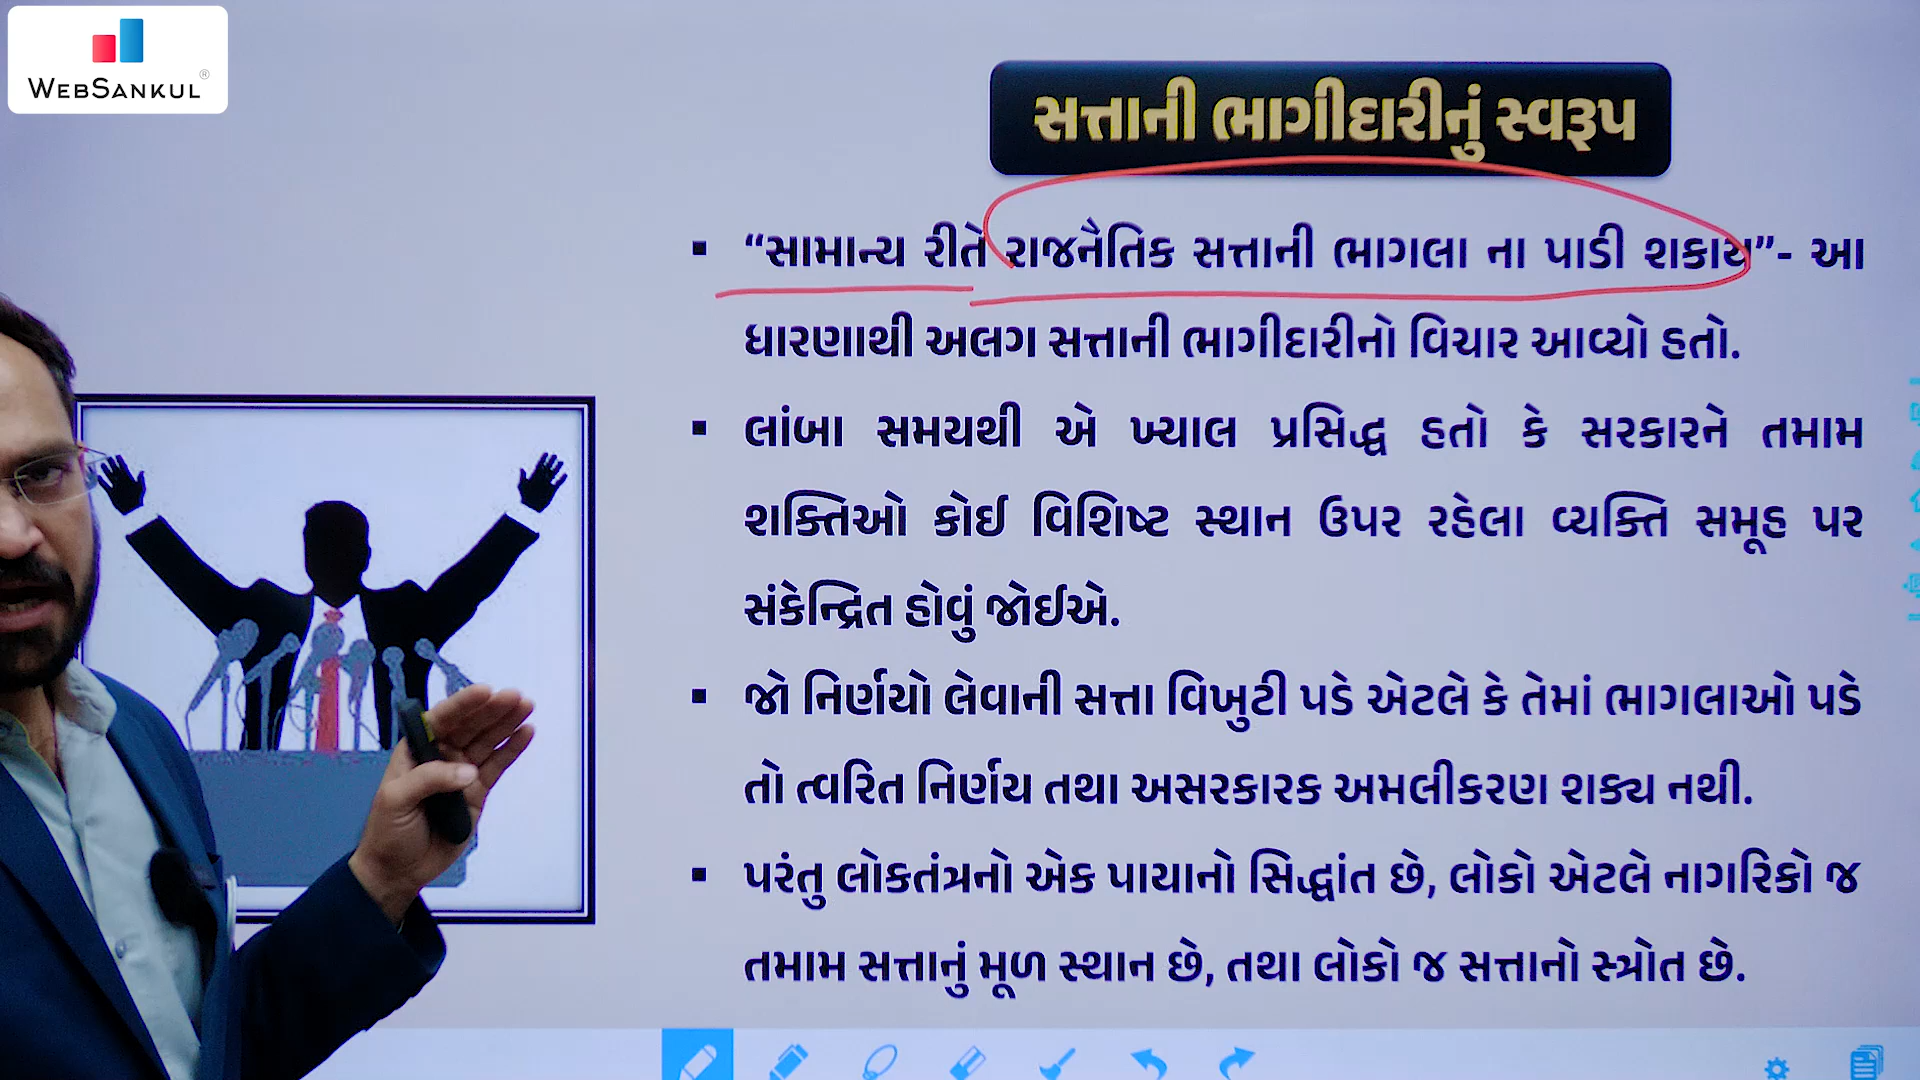 WEBSANKUL®
સત્તાની ભાગીદારીનું સ્વરૂપ
▪ “સામાન્ય રીતે રાજનૈતિક સત્તાની ભાગલા ના પાડી શકાય”- આ
ધારણાથી અલગ સત્તાની ભાગીદારીનો વિચાર આવ્યો હતો.
▪ લાંબા સમયથી એ ખ્યાલ પ્રસિદ્ધ હતો કે સરકારને તમામ
શક્તિઓ કોઈ વિશિષ્ટ સ્થાન ઉપર રહેલા વ્યક્તિ સમૂહ પર
સંકેન્દ્રિત હોવું જોઈએ.
▪ જો નિર્ણયો લેવાની સત્તા વિખુટી પડે એટલે કે તેમાં ભાગલાઓ પડે
તો ત્વરિત નિર્ણય તથા અસરકારક અમલીકરણ શક્ય નથી.
▪ પરંતુ લોકતંત્રનો એક પાયાનો સિદ્ધાંત છે, લોકો એટલે નાગરિકો જ
તમામ સત્તાનું મૂળ સ્થાન છે, તથા લોકો જ સત્તાનો સ્ત્રોત છે.